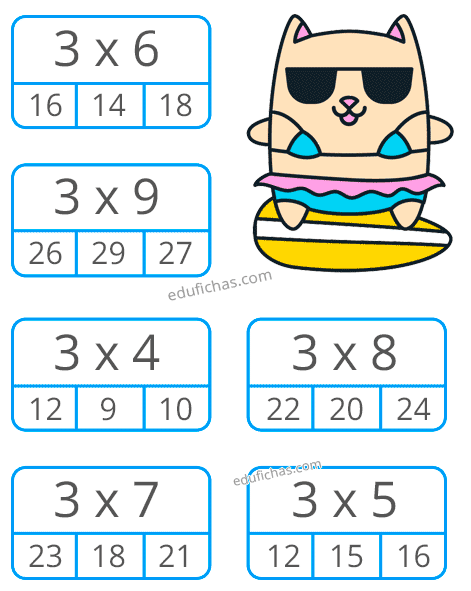 3 x 6
16 14 18
3 x 9
26 29 27
edufichas.com
3 x 4
12 9 10
3 x 8
22 20 24
3 x 7
23 18 21
edufichas.com
3 x 5
12 15 16